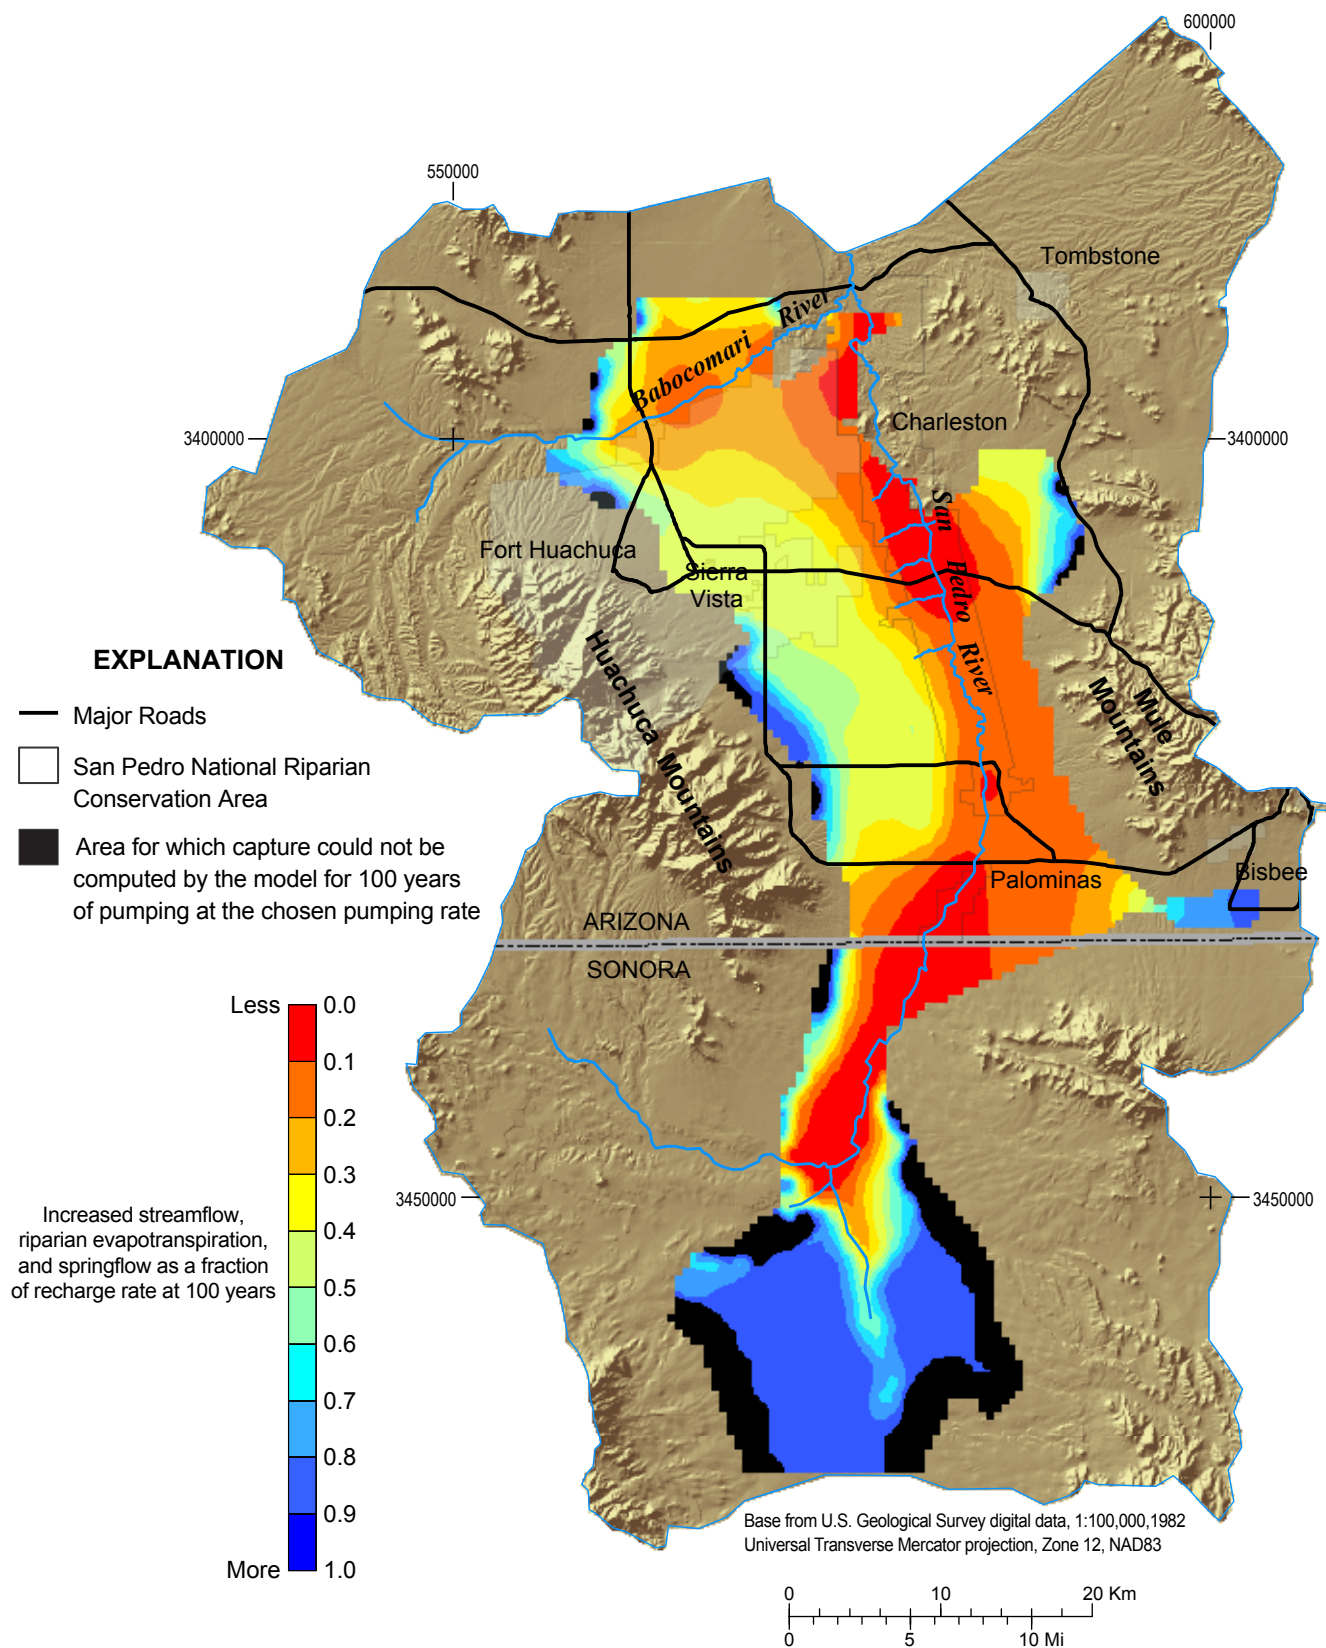 600000
550000
Tombstone
Babocomari River
3400000
Charleston
3400000
San Pedro River
Fort Huachuca
Sierra
Vista
Huachuca Mountains
Mule
Mountains
EXPLANATION
Major Roads
San Pedro National Riparian
Conservation Area
Area for which capture could not be
computed by the model for 100 years
of pumping at the chosen pumping rate
Palominas
Bisbee
ARIZONA
SONORA
Less
0.0
0.1
0.2
0.3
0.4
0.5
0.6
0.7
0.8
0.9
More
1.0
Increased streamflow,
riparian evapotranspiration,
and springflow as a fraction
of recharge rate at 100 years
3450000
3450000
Base from U.S. Geological Survey digital data, 1:100,000,1982
Universal Transverse Mercator projection, Zone 12, NAD83
0 10 20 Km
0 5 10 Mi